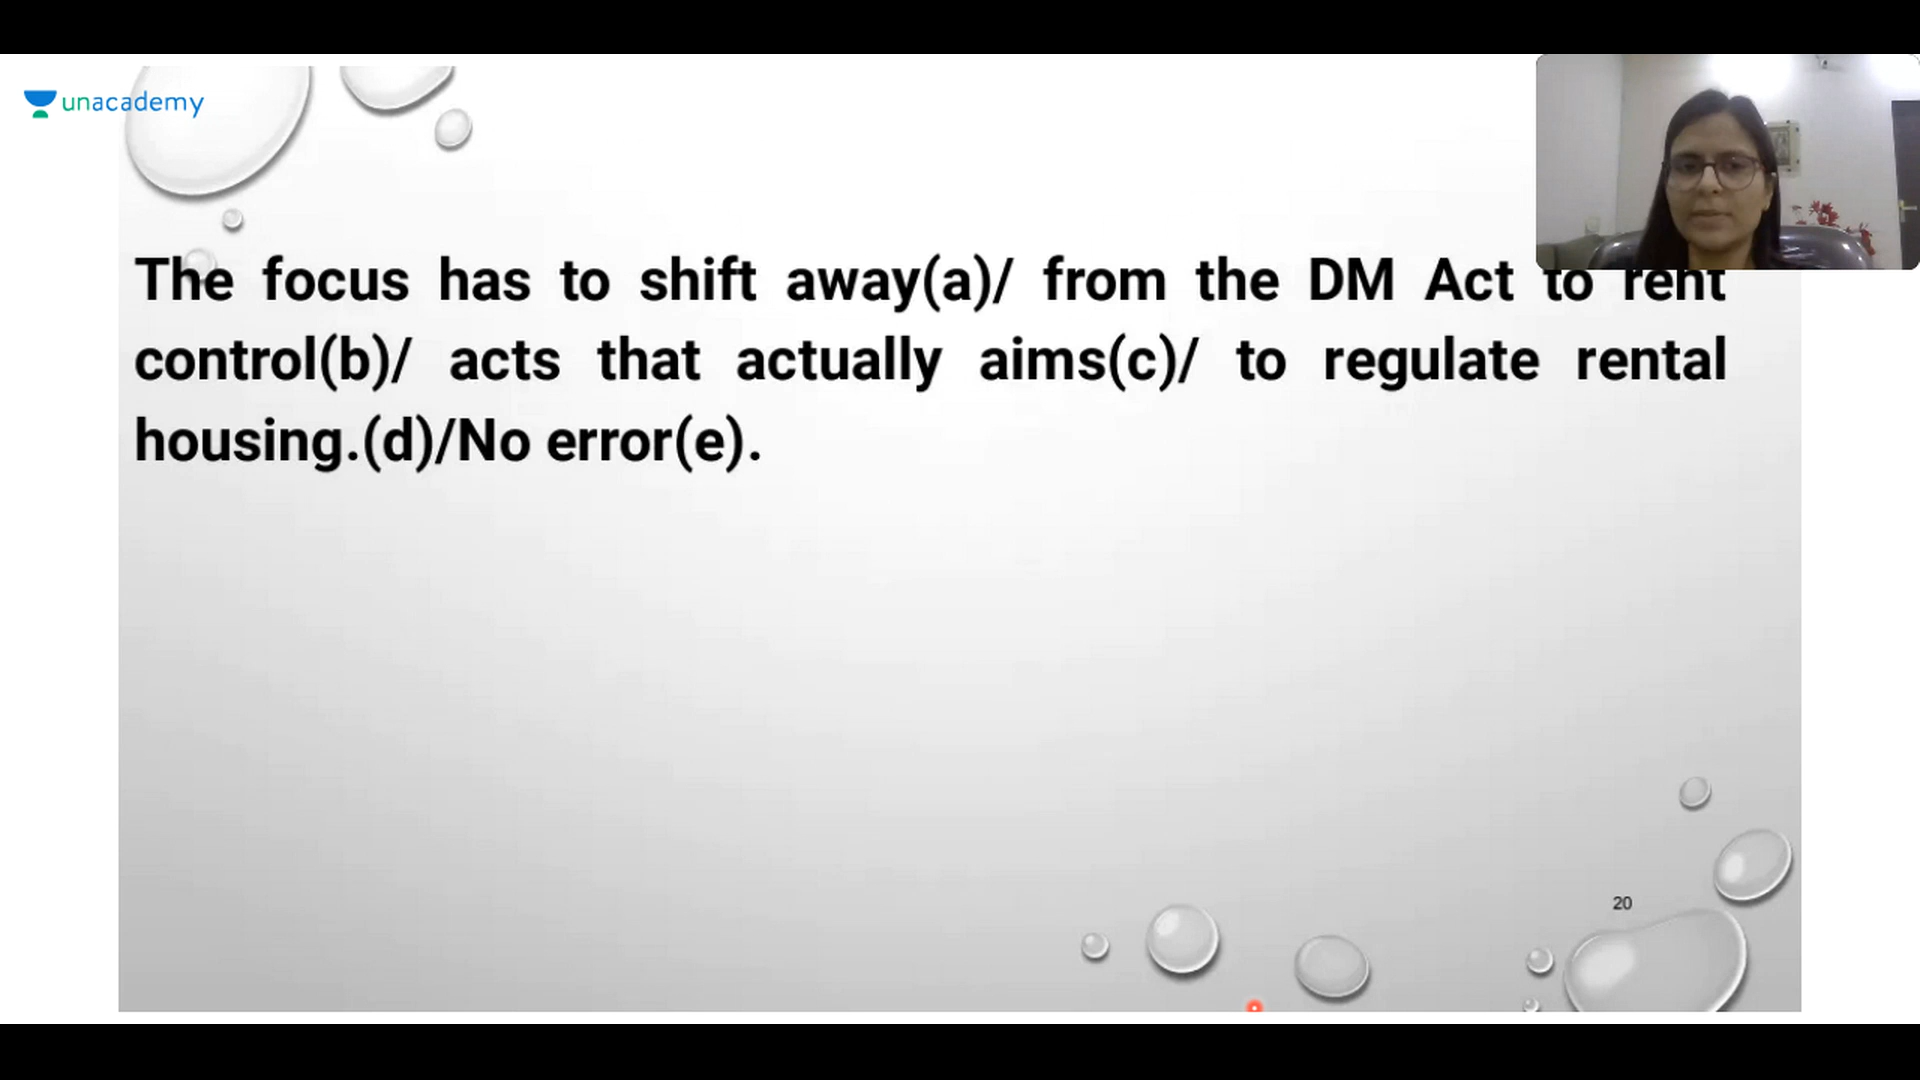 unacademy
The focus has to shift away(a)/ from the DM Act to rent
control(b)/ acts that actually aims(c)/ to regulate rental
housing.(d)/No error(e).
20